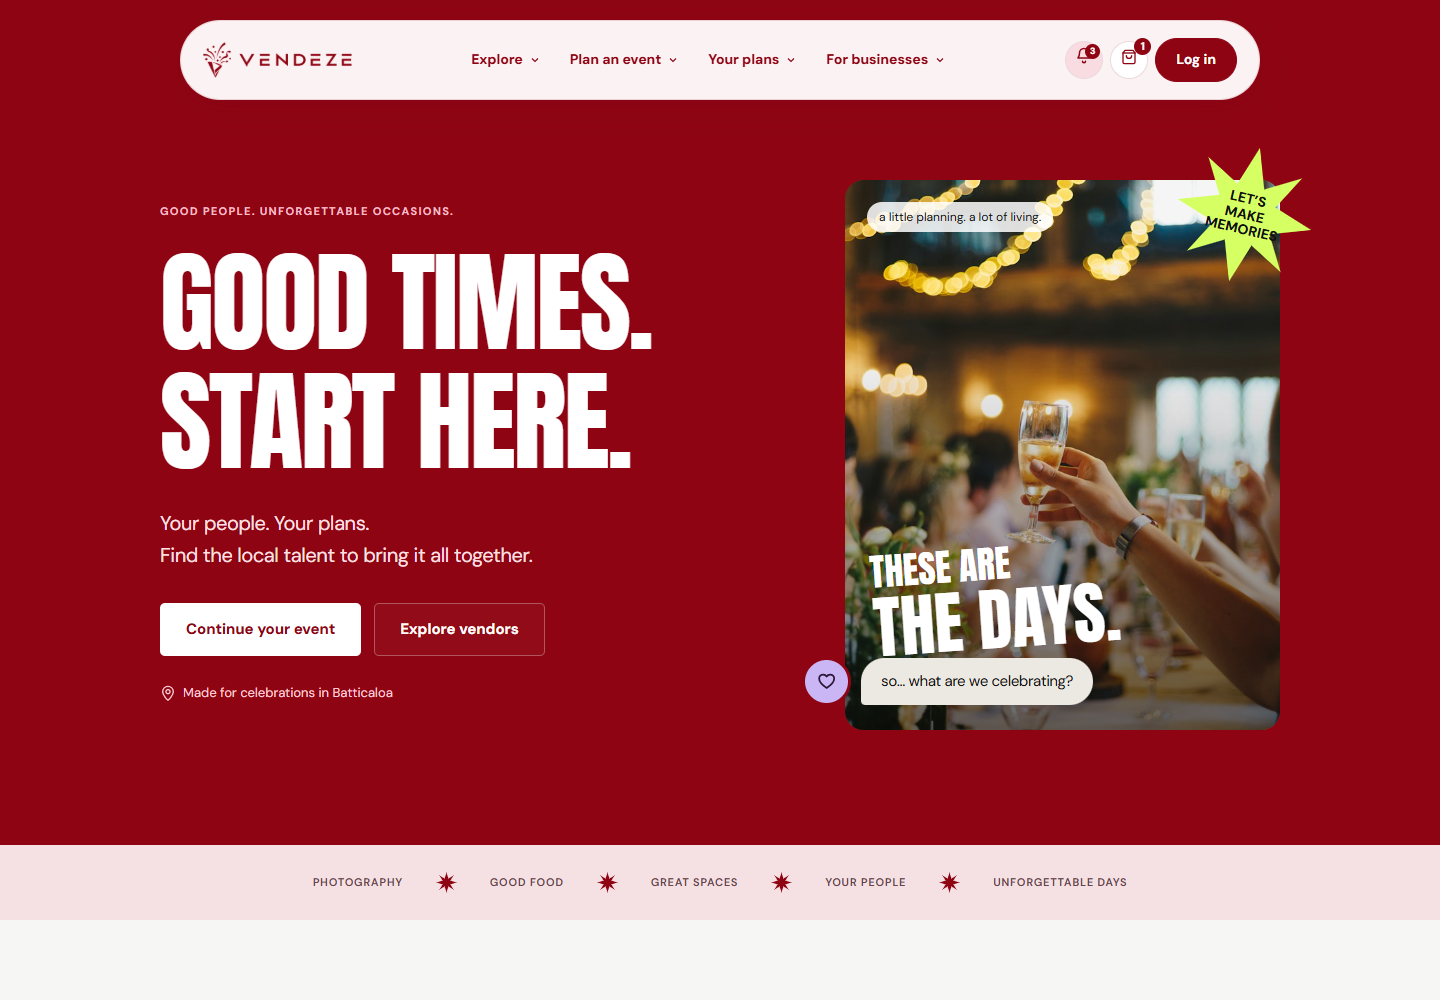 VENDEZE
Explore
Plan an event
Your plans
For businesses
3
1
Log in
GOOD PEOPLE. UNFORGETTABLE OCCASIONS.
GOOD TIMES.
START HERE.
Your people. Your plans.
Find the local talent to bring it all together.
Continue your event
Explore vendors
Made for celebrations in Batticaloa
a little planning. a lot of living.
LET'S
MAKE
MEMORIES
THESE ARE
THE DAYS.
so... what are we celebrating?
PHOTOGRAPHY
GOOD FOOD
GREAT SPACES
YOUR PEOPLE
UNFORGETTABLE DAYS